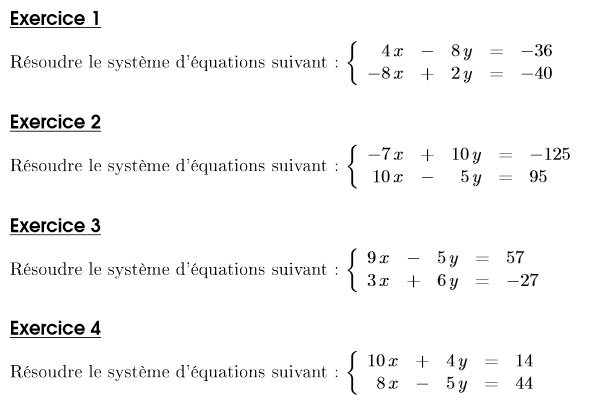 Exercice 1
Résoudre le système d'équations suivant : { 4x − 8y = −36
−8x + 2y = −40
Exercice 2
Résoudre le système d'équations suivant : { −7x + 10y = −125
10x − 5y = 95
Exercice 3
Résoudre le système d'équations suivant : { 9x − 5y = 57
3x + 6y = −27
Exercice 4
Résoudre le système d'équations suivant : { 10x + 4y = 14
8x − 5y = 44